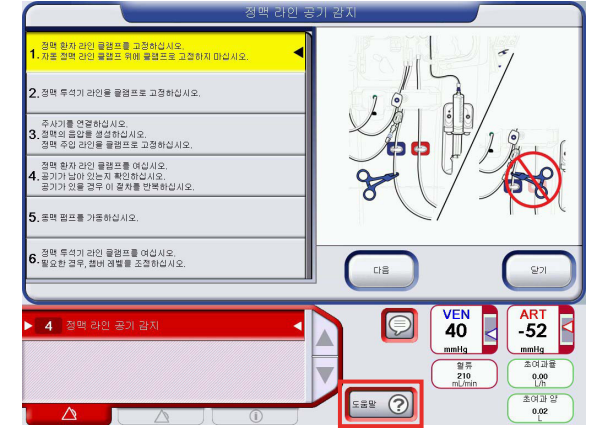 정맥 라인 공기 감지
1. 정맥 환자 라인 클램프를 고정하십시오.
자동 정맥 라인 클램프 위에 클램프로 고정하지 마십시오.
2. 정맥 투석기 라인을 클램프로 고정하십시오.
주사기를 연결하십시오.
3. 정맥의 음압을 생성하십시오.
정맥 주입 라인을 클램프로 고정하십시오.
정맥 환자 라인 클램프를 여십시오.
4. 공기가 남아 있는지 확인하십시오.
공기가 있을 경우 이 절차를 반복하십시오.
5. 동맥 펌프를 가동하십시오.
6. 정맥 투석기 라인 클램프를 여십시오.
필요한 경우, 챔버 레벨를 조정하십시오.
다음
닫기
4 정맥 라인 공기 감지
VEN
40
mmHg
ART
-52
mmHg
혈류
210
mL/min
초여과율
0.00
L/h
도움말
초여과 양
0.02
L